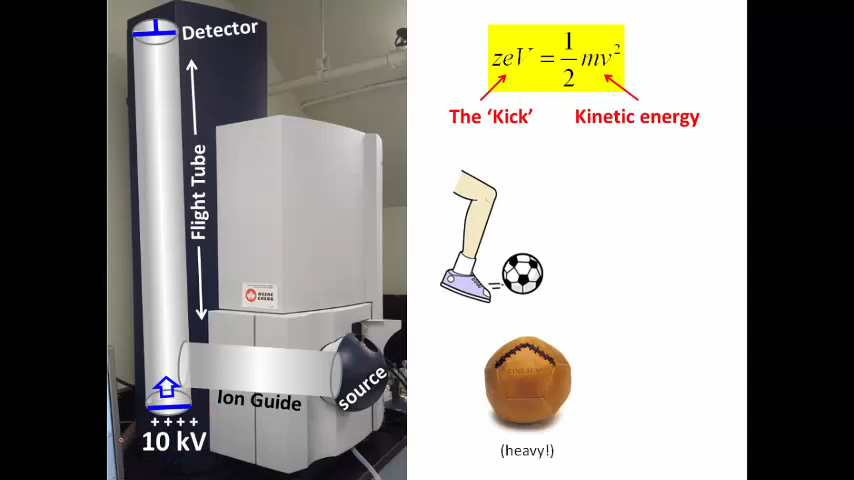 Detector
Flight Tube
Ion Guide
source
++++
10 kV
zeV = 1/2 mv²
The ‘Kick’
Kinetic energy
(heavy!)